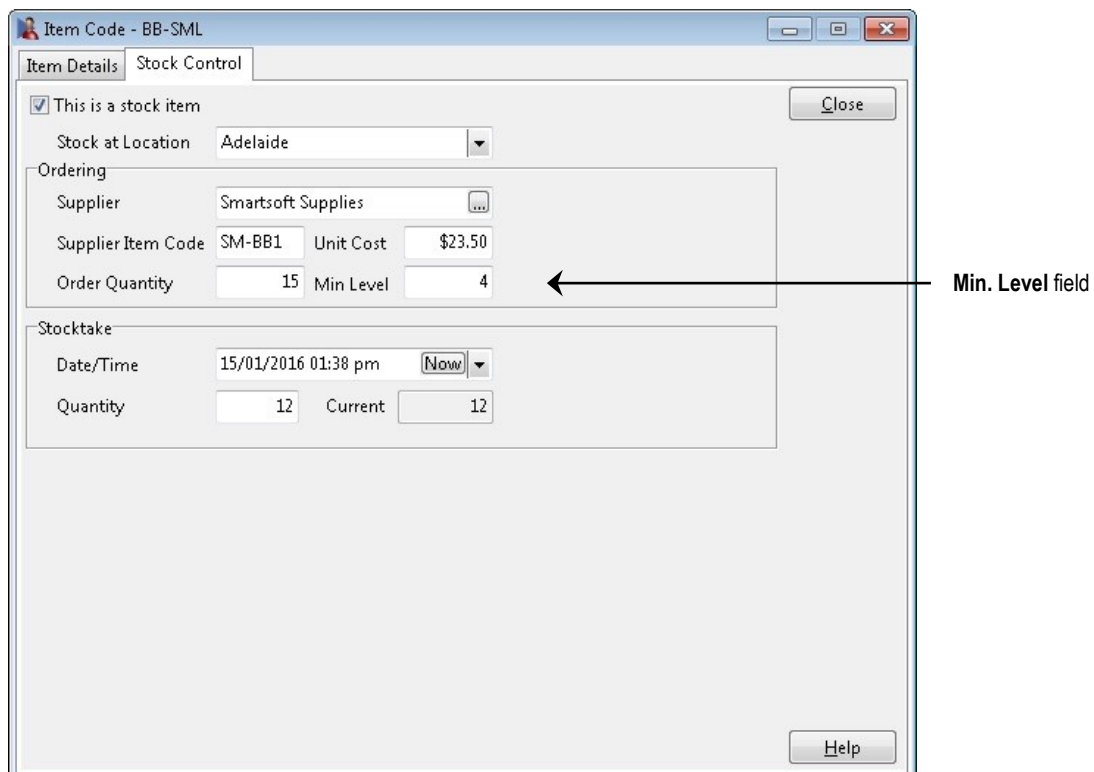 Item Code - BB-SML
Item Details Stock Control
This is a stock item Close
Stock at Location Adelaide
Ordering
Supplier Smartsoft Supplies ...
Supplier Item Code SM-BB1 Unit Cost $23.50
Order Quantity 15 Min Level 4 Min. Level field
Stocktake
Date/Time 15/01/2016 01:38 pm Now
Quantity 12 Current 12
Help